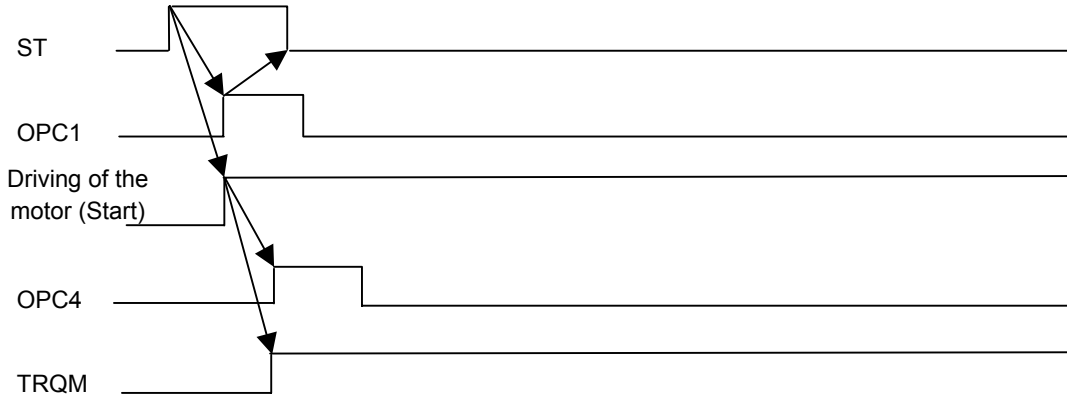 ST
OPC1
Driving of the
motor (Start)
OPC4
TRQM